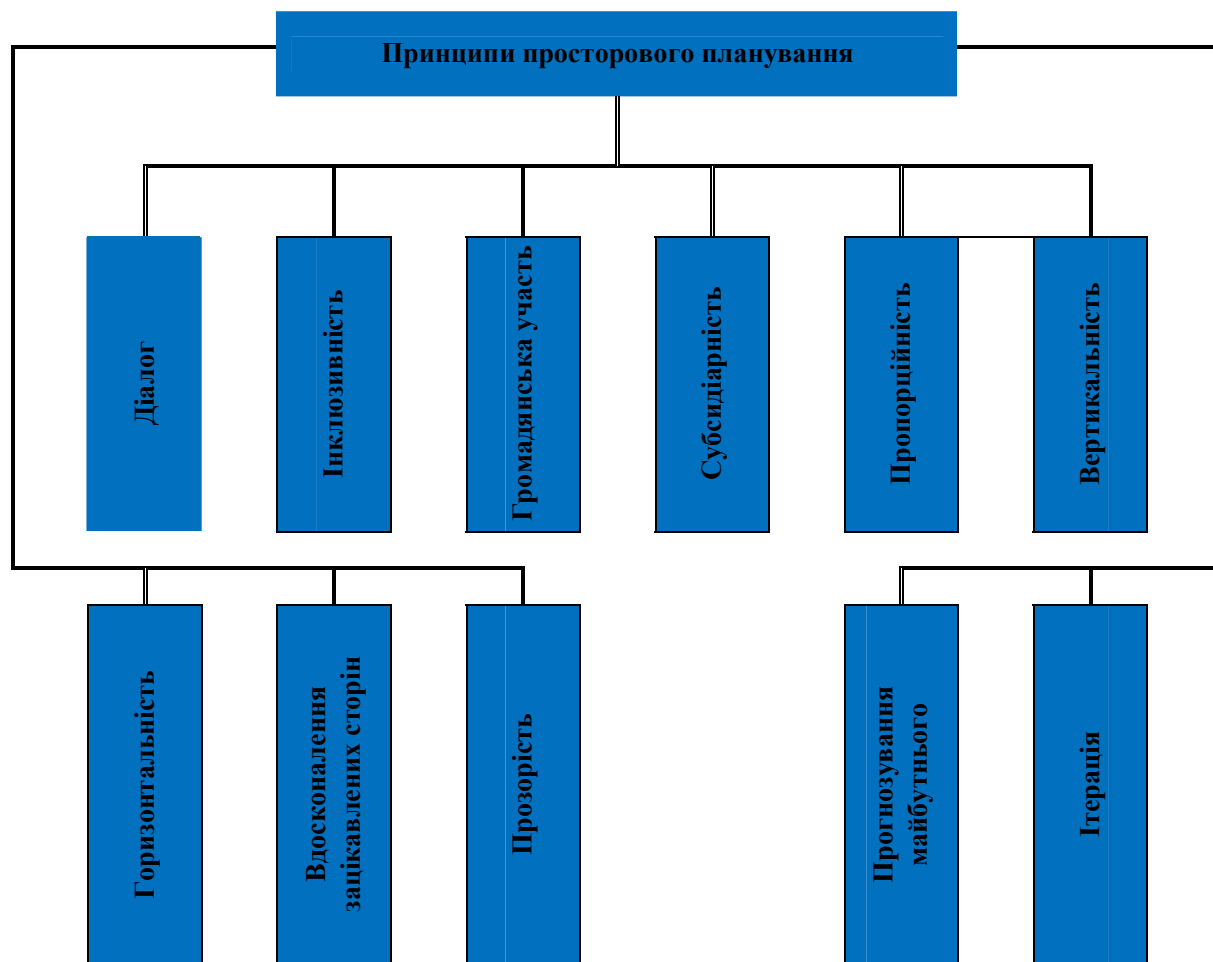 Принципи просторового планування
Діалог
Інклюзивність
Громадянська участь
Субсидіарність
Пропорційність
Вертикальність
Горизонтальність
Вдосконалення
зацікавлених сторін
Прозорість
Прогнозування
майбутнього
Ітерація